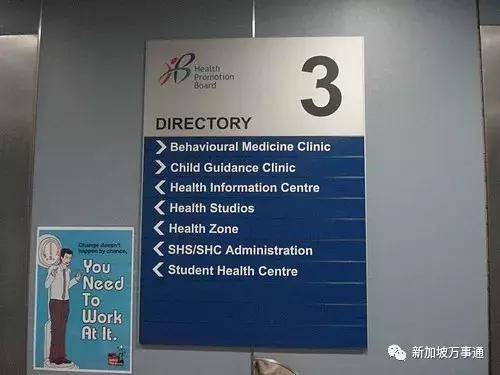 Health
Promotion
Board
3
DIRECTORY
Behavioural Medicine Clinic
Child Guidance Clinic
Health Information Centre
Health Studios
Health Zone
SHS/SHC Administration
Student Health Centre
Change doesn't
happen by chance,
You
Need
To
Work
At It.
新加坡万事通